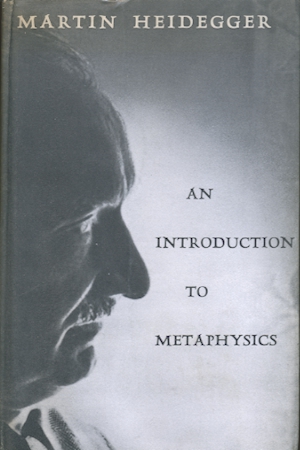 MARTIN HEIDEGGER
AN
INTRODUCTION
TO
METAPHYSICS